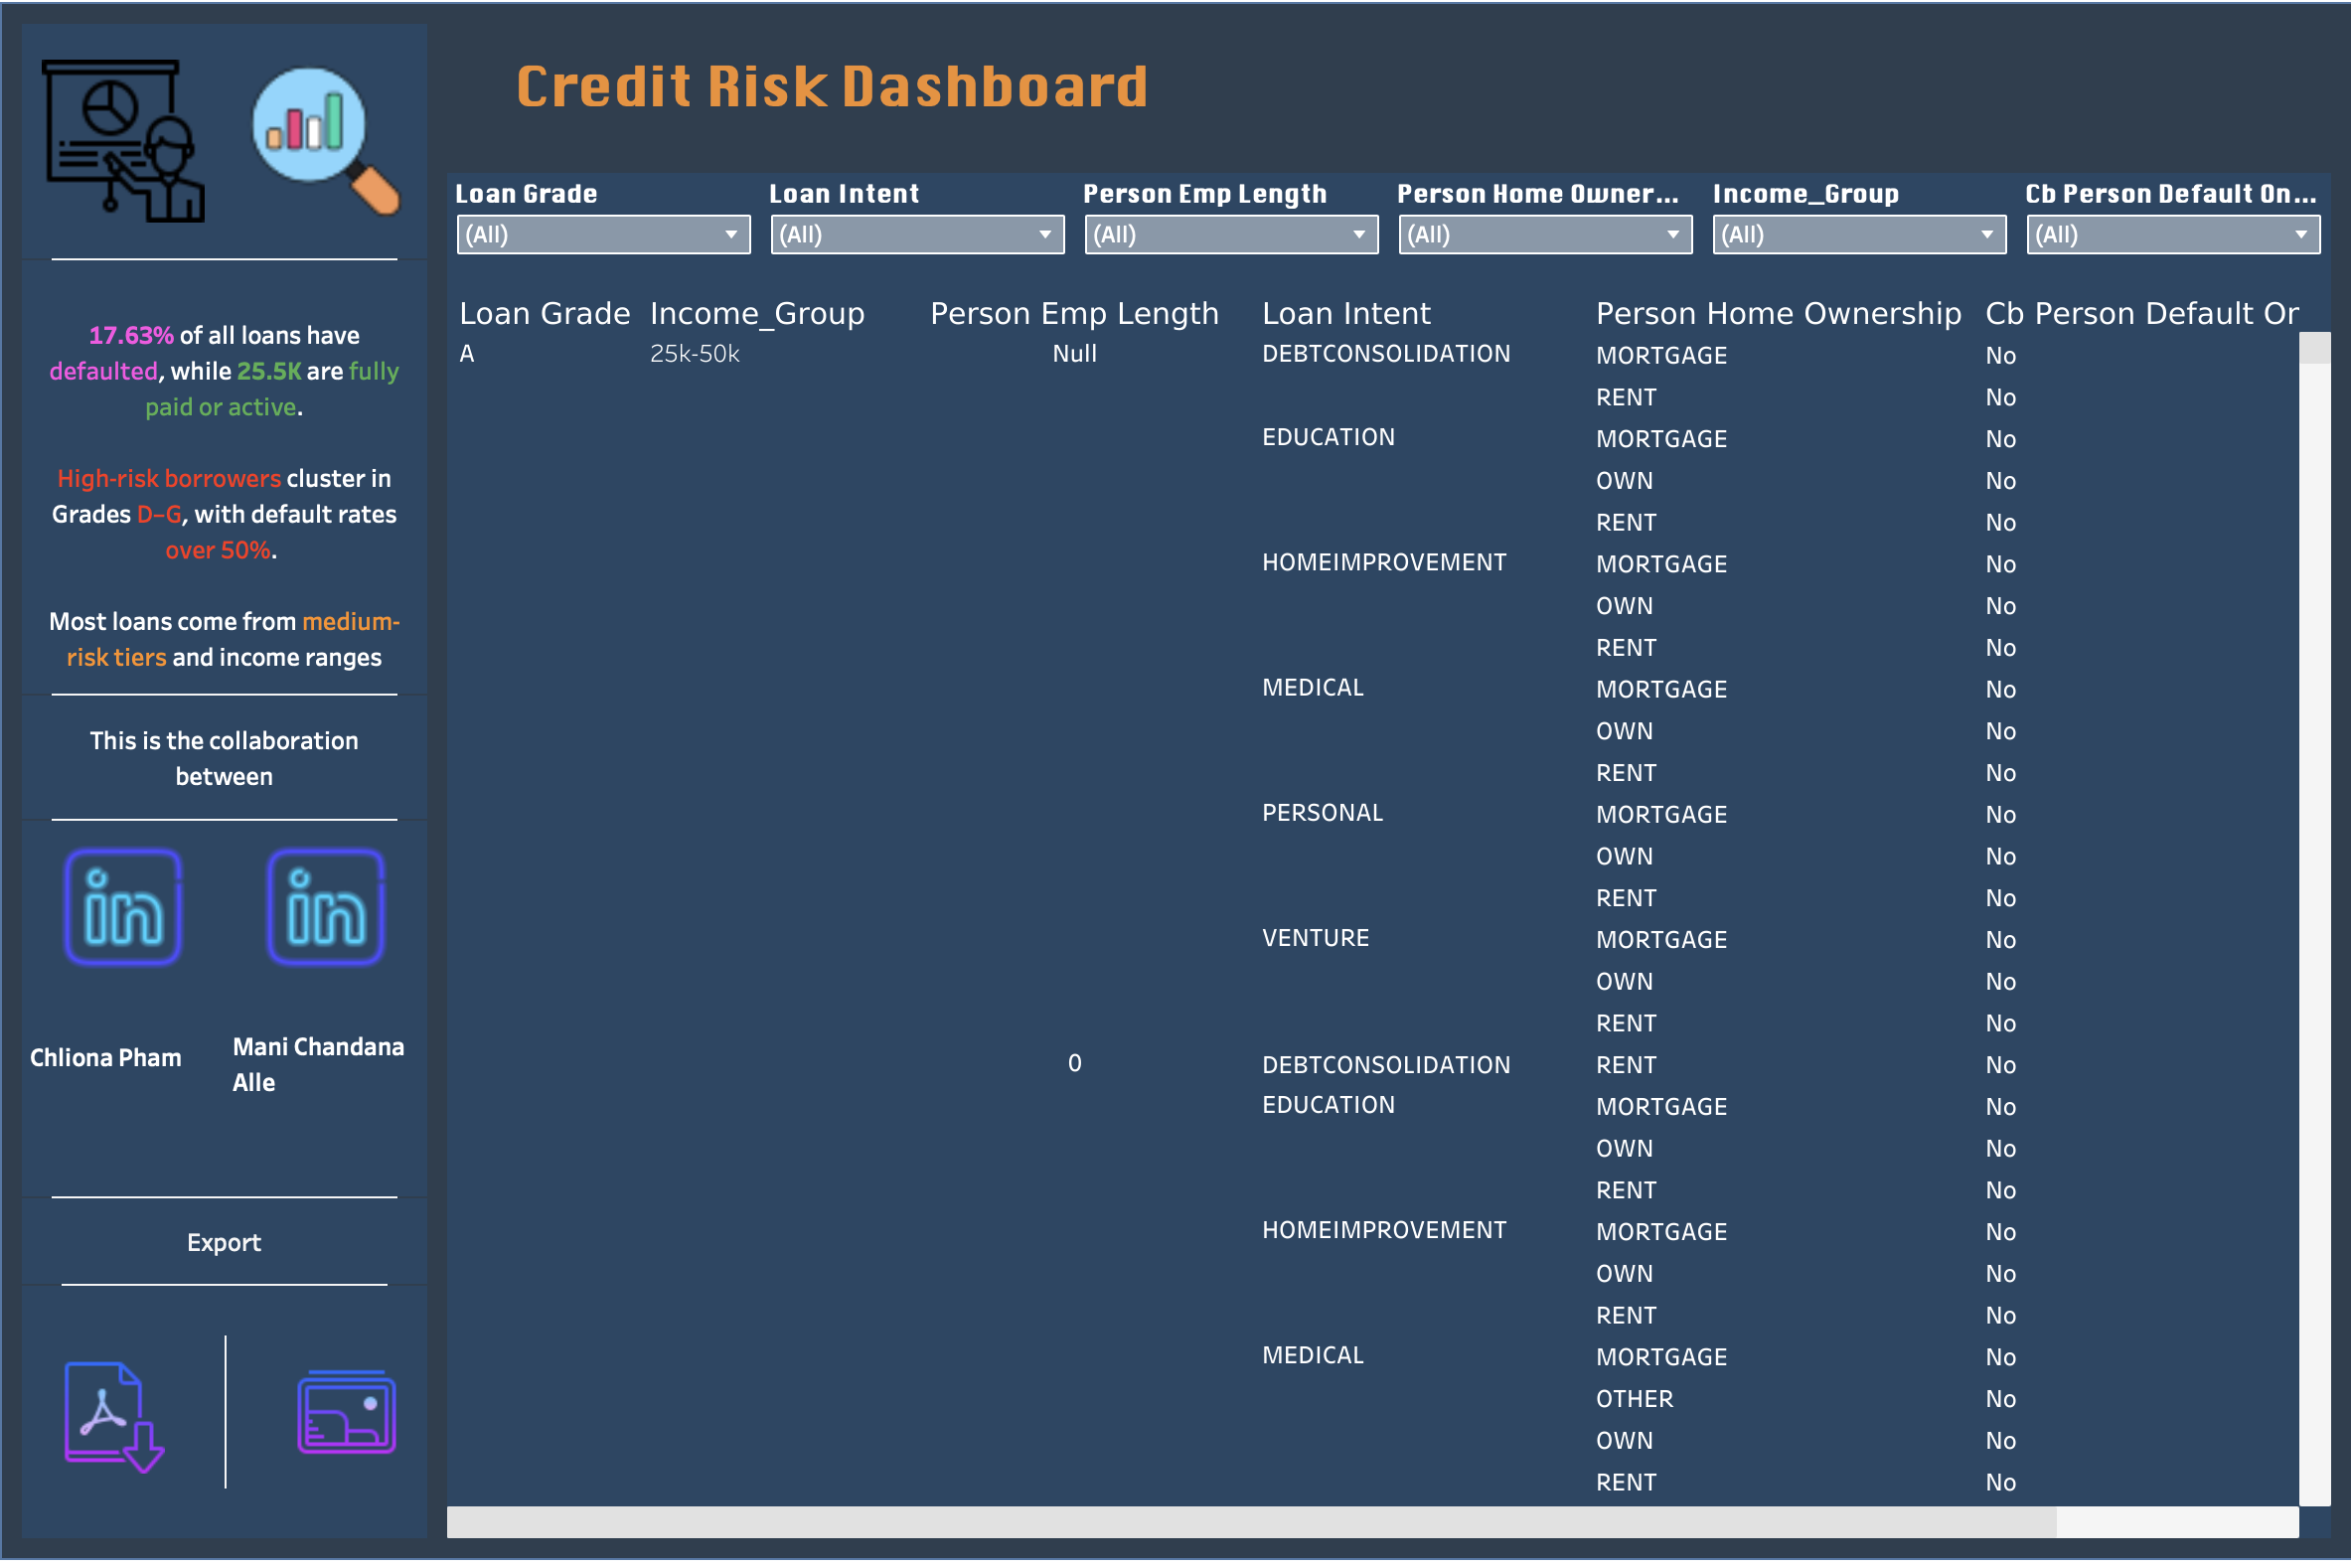 Credit Risk Dashboard
17.63% of all loans have
defaulted, while 25.5K are fully
paid or active.
High-risk borrowers cluster in
Grades D–G, with default rates
over 50%.
Most loans come from medium-
risk tiers and income ranges
This is the collaboration
between
in in
Chliona Pham
Mani Chandana
Alle
Export
Loan Grade Loan Intent Person Emp Length Person Home Owner... Income_Group Cb Person Default On...
(All) (All) (All) (All) (All) (All)
Loan Grade Income_Group Person Emp Length Loan Intent Person Home Ownership Cb Person Default Or
A 25k-50k Null DEBTCONSOLIDATION MORTGAGE No
RENT No
EDUCATION MORTGAGE No
OWN No
RENT No
HOMEIMPROVEMENT MORTGAGE No
OWN No
RENT No
MEDICAL MORTGAGE No
OWN No
RENT No
PERSONAL MORTGAGE No
OWN No
RENT No
VENTURE MORTGAGE No
OWN No
RENT No
0 DEBTCONSOLIDATION RENT No
EDUCATION MORTGAGE No
OWN No
RENT No
HOMEIMPROVEMENT MORTGAGE No
OWN No
RENT No
MEDICAL MORTGAGE No
OTHER No
OWN No
RENT No